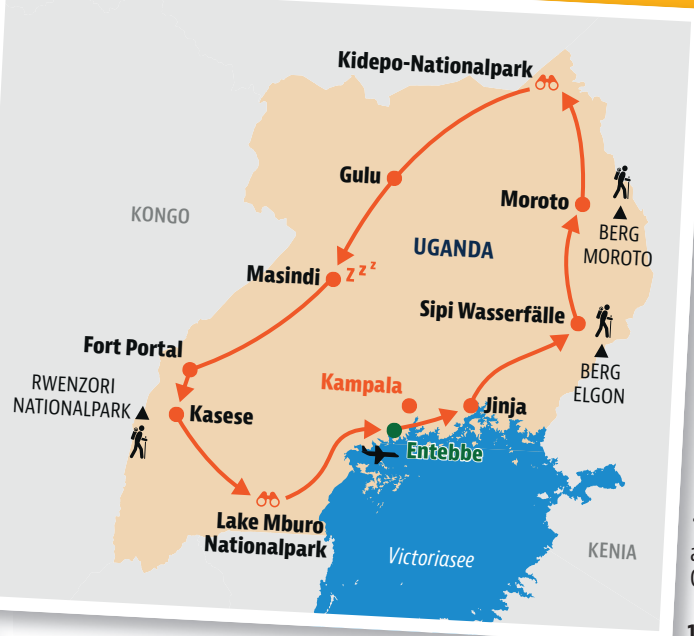 Kidepo-Nationalpark
Gulu
Moroto
KONGO
BERG
MOROTO
UGANDA
Masindi
z z z
Sipi Wasserfälle
Fort Portal
BERG
ELGON
RWENZORI
NATIONALPARK
Kampala
Kasese
Jinja
Entebbe
Lake Mburo
Nationalpark
Victoriasee
KENIA